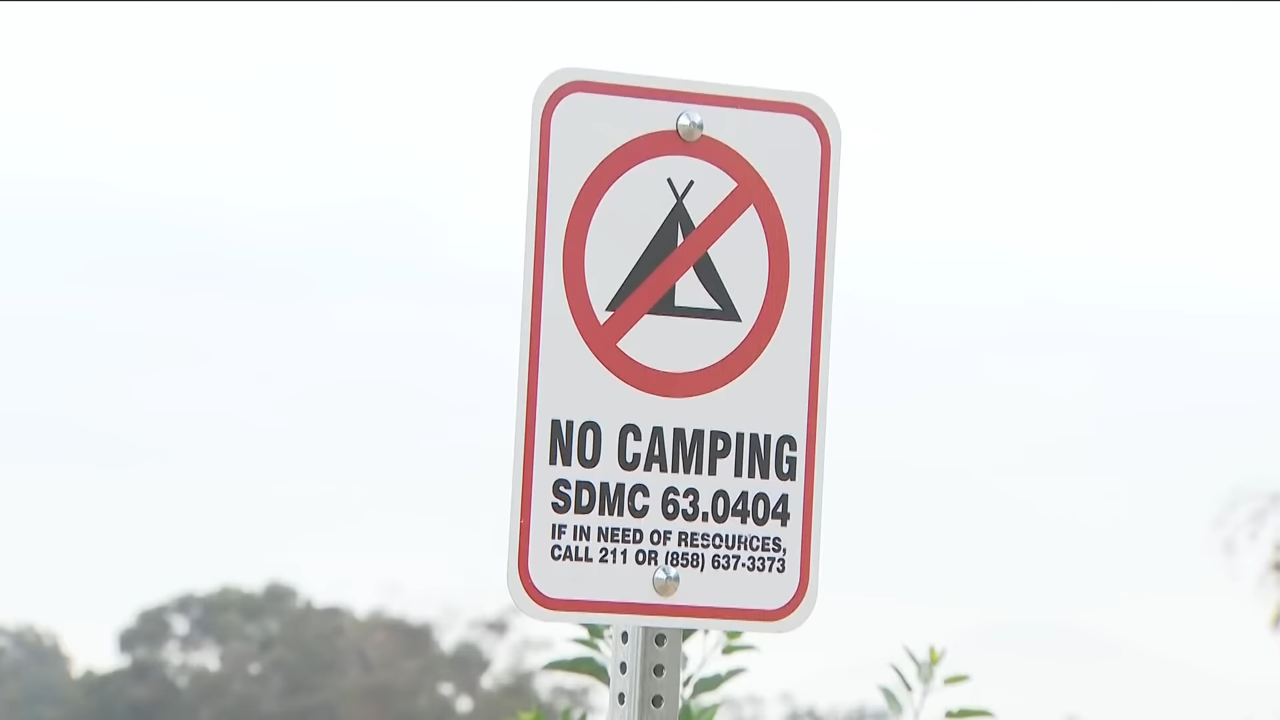 NO CAMPING
SDMC 63.0404
IF IN NEED OF RESOURCES,
CALL 211 OR (858) 637-3373